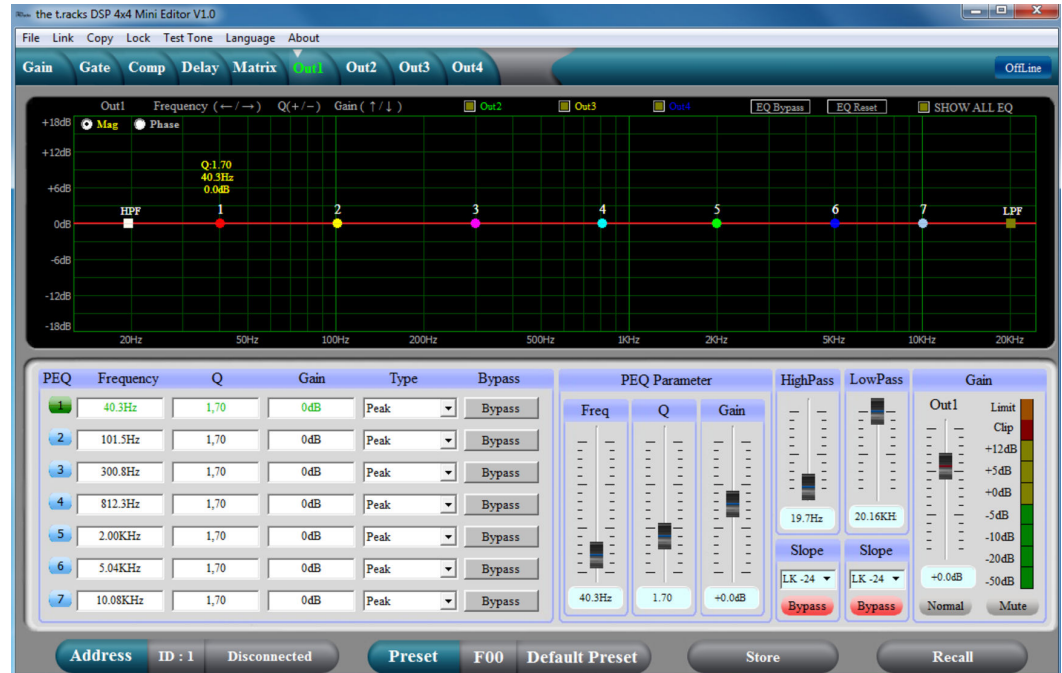 the t.racks DSP 4x4 Mini Editor V1.0
File Link Copy Lock Test Tone Language About
Gain Gate Comp Delay Matrix Out1 Out2 Out3 Out4 OffLine
Out1 Frequency (←/→) Q(+/−) Gain(↑/↓) Out2 Out3 Out4 EQ Bypass EQ Reset SHOW ALL EQ
+18dB Mag Phase
+12dB
Q:1.70
40.3Hz
+6dB 0.0dB
HPF 1 2 3 4 5 6 7 LPF
0dB
-6dB
-12dB
-18dB
20Hz 50Hz 100Hz 200Hz 500Hz 1KHz 2KHz 5KHz 10KHz 20KHz
PEQ Frequency Q Gain Type Bypass
1 40.3Hz 1,70 0dB Peak Bypass
2 101.5Hz 1,70 0dB Peak Bypass
3 300.8Hz 1,70 0dB Peak Bypass
4 812.3Hz 1,70 0dB Peak Bypass
5 2.00KHz 1,70 0dB Peak Bypass
6 5.04KHz 1,70 0dB Peak Bypass
7 10.08KHz 1,70 0dB Peak Bypass
PEQ Parameter
Freq Q Gain
40.3Hz 1.70 +0.0dB
HighPass LowPass
19.7Hz 20.16KH
Slope Slope
LK -24 LK -24
Bypass Bypass
Gain
Out1 Limit
Clip
+12dB
+5dB
+0dB
-5dB
-10dB
-20dB
+0.0dB -50dB
Normal Mute
Address ID : 1 Disconnected Preset F00 Default Preset Store Recall